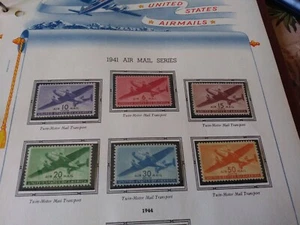 UNITED
STATES
AIRMAILS
1941 AIR MAIL SERIES
10¢
15¢
Twin-Motor Mail Transport
Twin-Motor Mail Transport
Twin-Motor Mail Transport
20¢
30¢
50¢
Twin-Motor Mail Transport
Twin-Motor Mail Transport
Twin-Motor Mail Transport
1944